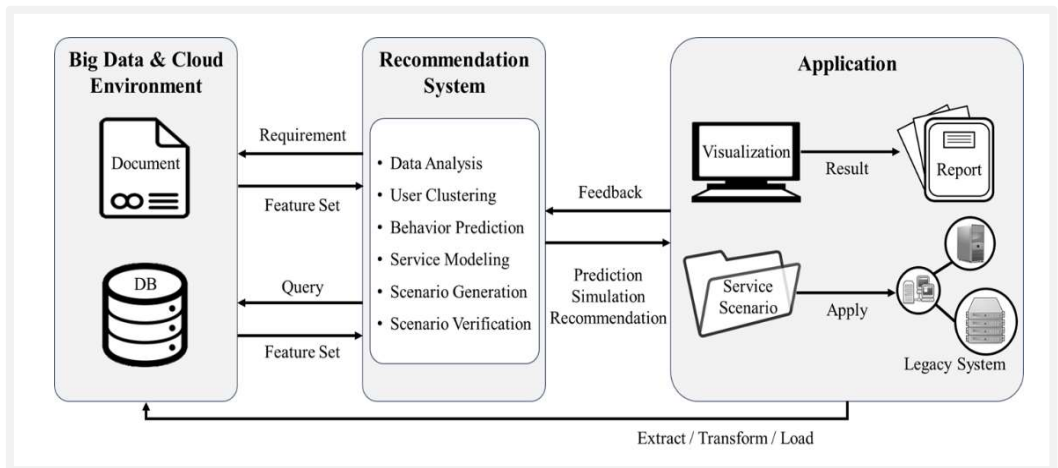 Big Data & Cloud
Environment
Document
DB
Requirement
Feature Set
Query
Feature Set
Recommendation
System
• Data Analysis
• User Clustering
• Behavior Prediction
• Service Modeling
• Scenario Generation
• Scenario Verification
Feedback
Prediction
Simulation
Recommendation
Application
Visualization
Result
Report
Service
Scenario
Apply
Legacy System
Extract / Transform / Load